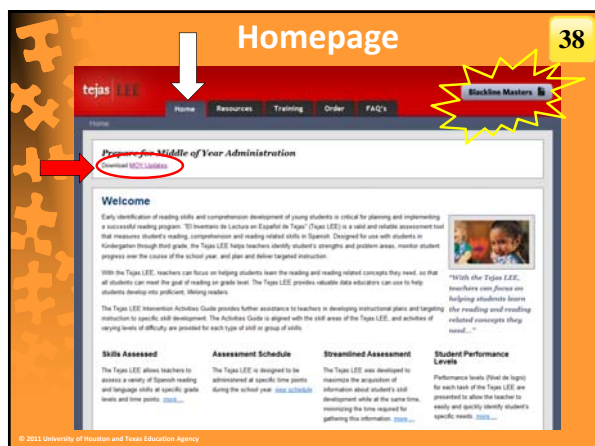 Homepage
38
tejas LEE
Blackline Masters
Home Resources Training Order FAQ's
Home
Prepare for Middle of Year Administration
Download MOY Updates
Welcome
Early identification of reading skills and comprehension development of young students is critical for planning and implementing
a successful reading program. "El Inventario de Lectura en Español de Tejas" (Tejas LEE) is a valid and reliable assessment tool
that measures student's reading, comprehension and reading related skills in Spanish. Designed for use with students in
Kindergarten through third grade, the Tejas LEE helps teachers identify student's strengths and problem areas, monitor student
progress over the course of the school year, and plan and deliver targeted instruction.
With the Tejas LEE, teachers can focus on helping students learn the reading and reading related concepts they need, so that
all students can meet the goal of reading on grade level. The Tejas LEE provides valuable data educators can use to help
students develop into proficient, lifelong readers.
The Tejas LEE Intervention Activities Guide provides further assistance to teachers in developing instructional plans and targeting
instruction to specific skill development. The Activities Guide is aligned with the skill areas of the Tejas LEE, and activities of
varying levels of difficulty are provided for each type of skill or group of skills.
"With the Tejas LEE,
teachers can focus on
helping students learn
the reading and reading
related concepts they
need..."
Skills Assessed
The Tejas LEE allows teachers to
assess a variety of Spanish reading
and language skills at specific grade
levels and time points. more ...
Assessment Schedule
The Tejas LEE is designed to be
administered at specific time points
during the school year. view schedule
Streamlined Assessment
The Tejas LEE was developed to
maximize the acquisition of
information about student's skill
development while at the same time,
minimizing the time required for
gathering this information. more ...
Student Performance
Levels
Performance levels (Nivel de logro)
for each task of the Tejas LEE are
presented to allow the teacher to
easily and quickly identify student's
specific needs. more ...
© 2011 University of Houston and Texas Education Agency